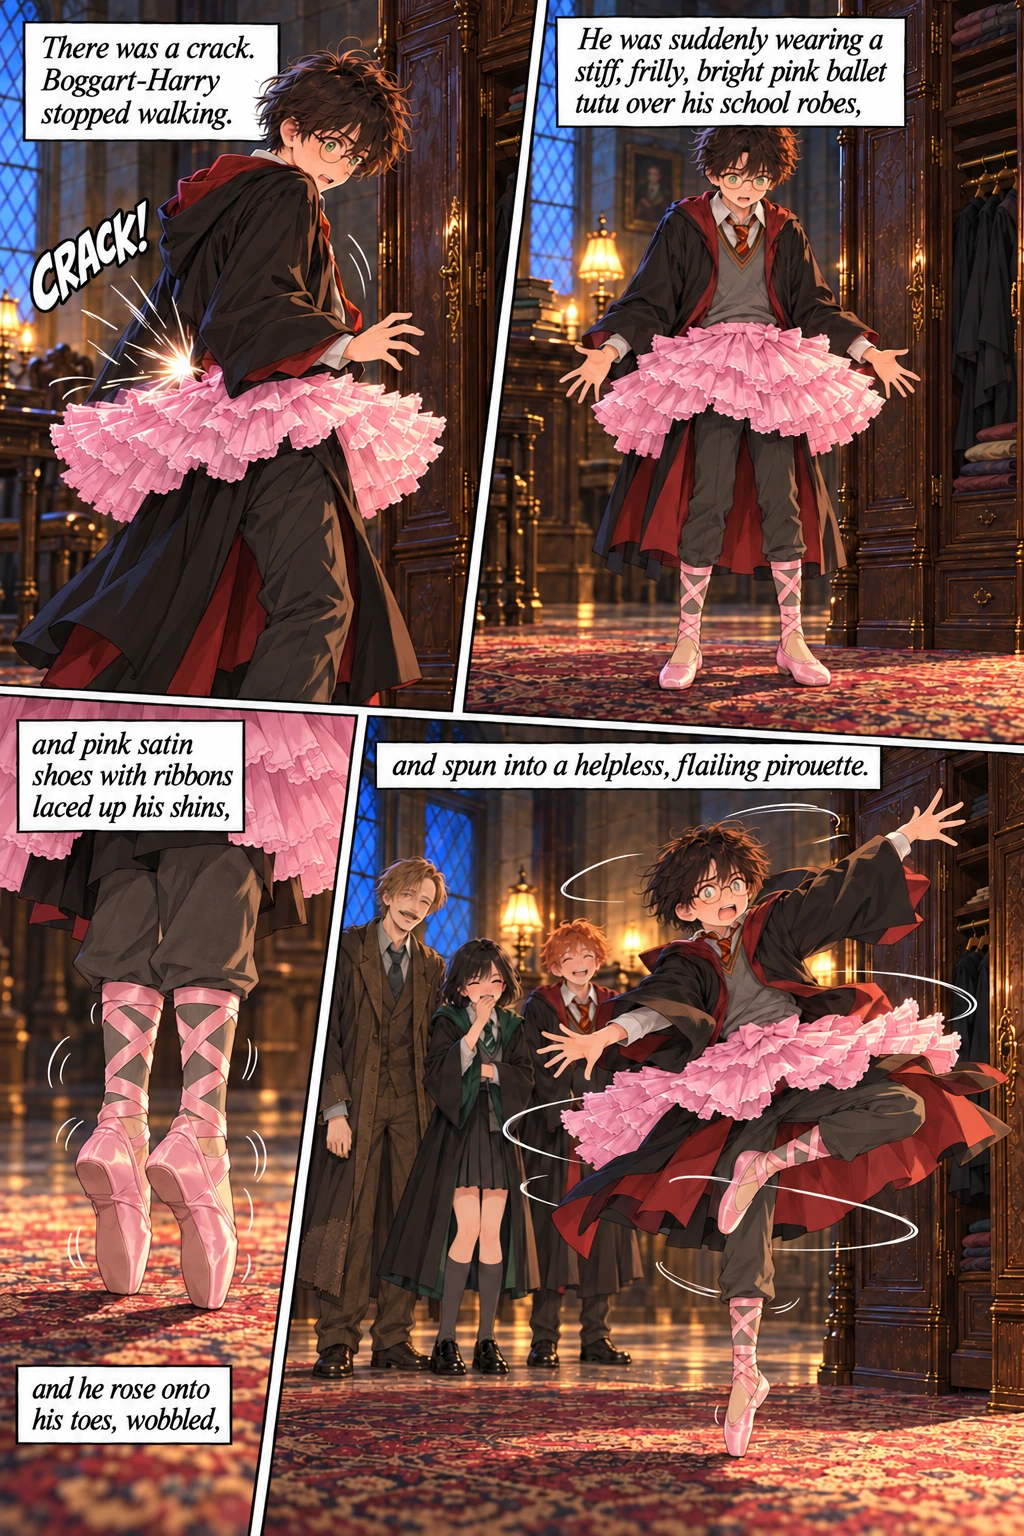 There was a crack.
Boggart-Harry
stopped walking.
CRACK!
He was suddenly wearing a
stiff, frilly, bright pink ballet
tutu over his school robes,
and pink satin
shoes with ribbons
laced up his shins,
and he rose onto
his toes, wobbled,
and spun into a helpless, flailing pirouette.